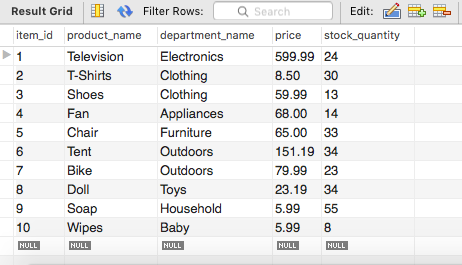 Result Grid Filter Rows: Search Edit:
item_id product_name department_name price stock_quantity
1 Television Electronics 599.99 24
2 T-Shirts Clothing 8.50 30
3 Shoes Clothing 59.99 13
4 Fan Appliances 68.00 14
5 Chair Furniture 65.00 33
6 Tent Outdoors 151.19 34
7 Bike Outdoors 79.99 23
8 Doll Toys 23.19 34
9 Soap Household 5.99 55
10 Wipes Baby 5.99 8
NULL NULL NULL NULL NULL